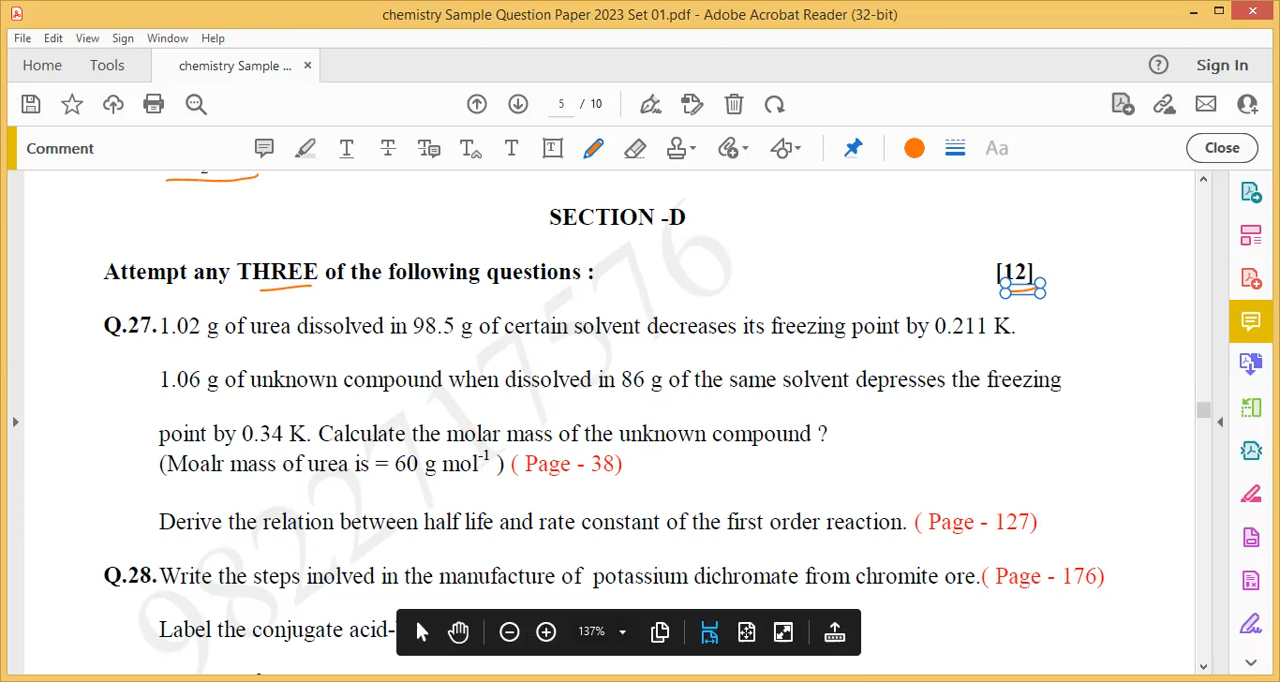 chemistry Sample Question Paper 2023 Set 01.pdf - Adobe Acrobat Reader (32-bit)
File Edit View Sign Window Help
Home Tools chemistry Sample ... × Sign In
5 / 10
Comment Aa Close
SECTION -D
Attempt any THREE of the following questions : [12]
Q.27. 1.02 g of urea dissolved in 98.5 g of certain solvent decreases its freezing point by 0.211 K.
1.06 g of unknown compound when dissolved in 86 g of the same solvent depresses the freezing
point by 0.34 K. Calculate the molar mass of the unknown compound ?
(Moalr mass of urea is = 60 g mol-1 ) ( Page - 38)
Derive the relation between half life and rate constant of the first order reaction. ( Page - 127)
Q.28. Write the steps inolved in the manufacture of potassium dichromate from chromite ore.( Page - 176)
Label the conjugate acid-
137%
9822717576